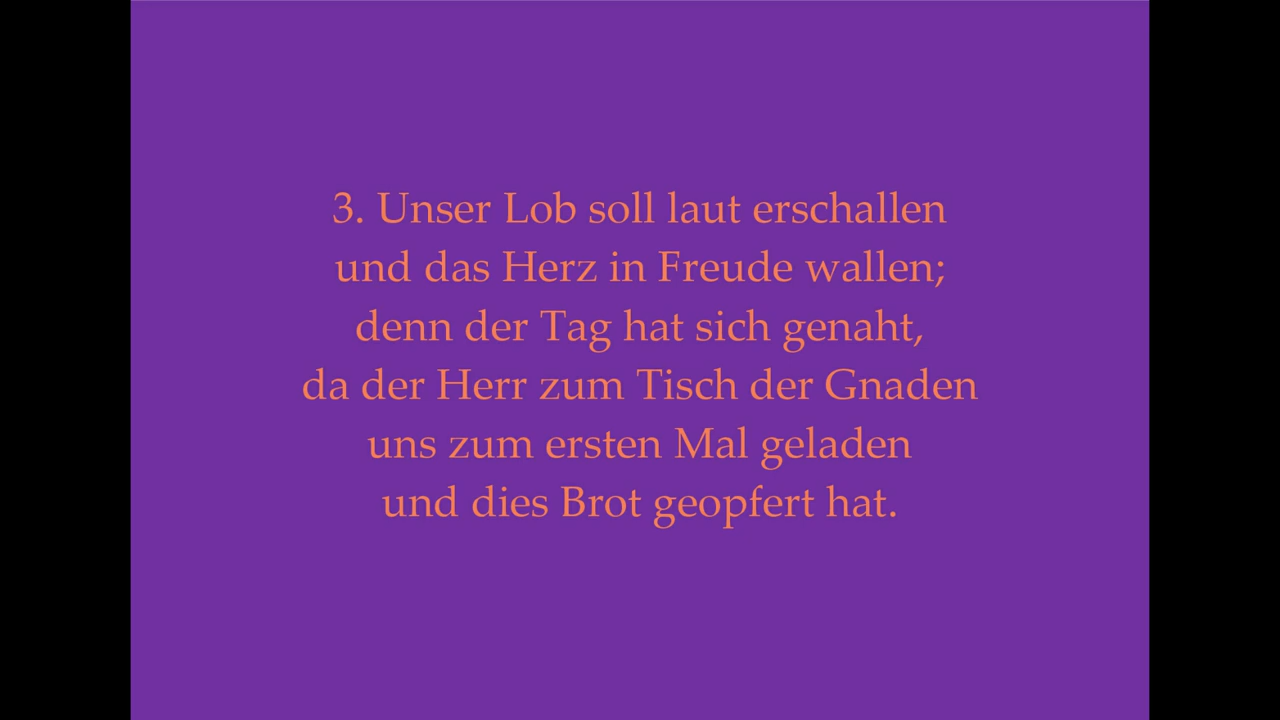 3. Unser Lob soll laut erschallen
und das Herz in Freude wallen;
denn der Tag hat sich genaht,
da der Herr zum Tisch der Gnaden
uns zum ersten Mal geladen
und dies Brot geopfert hat.